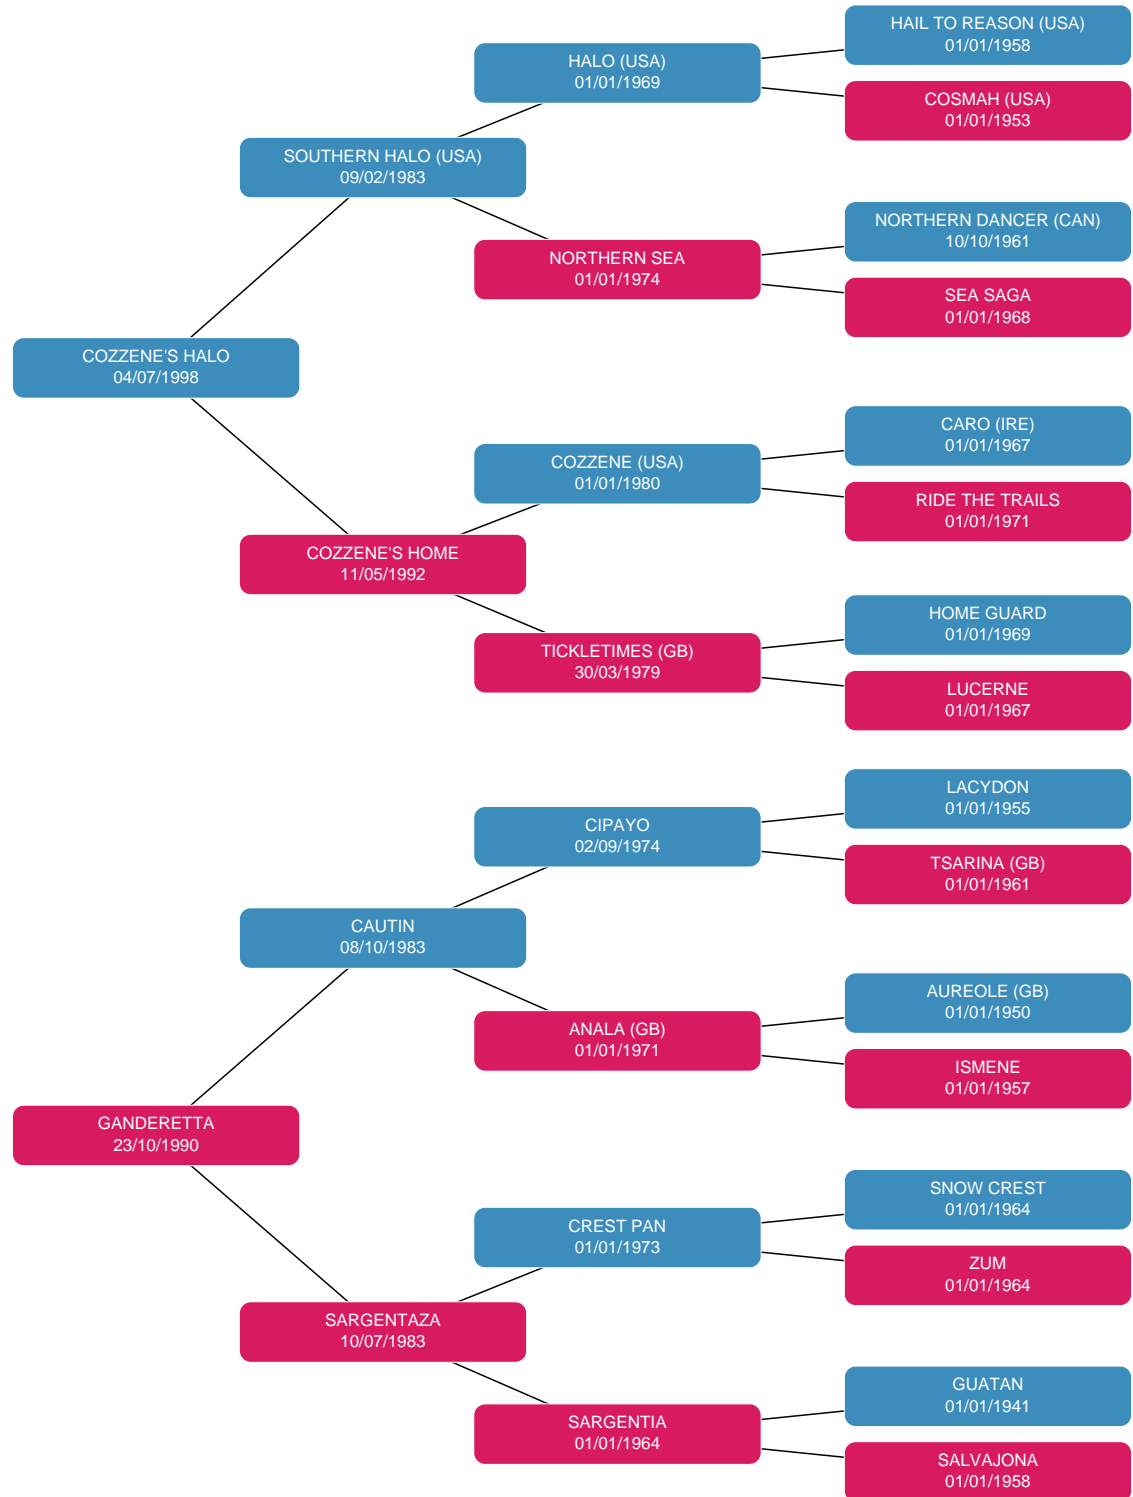 HAIL TO REASON (USA)
01/01/1958
HALO (USA)
01/01/1969
COSMAH (USA)
01/01/1953
SOUTHERN HALO (USA)
09/02/1983
NORTHERN DANCER (CAN)
10/10/1961
NORTHERN SEA
01/01/1974
SEA SAGA
01/01/1968
COZZENE'S HALO
04/07/1998
CARO (IRE)
01/01/1967
COZZENE (USA)
01/01/1980
RIDE THE TRAILS
01/01/1971
COZZENE'S HOME
11/05/1992
HOME GUARD
01/01/1969
TICKLETIMES (GB)
30/03/1979
LUCERNE
01/01/1967
LACYDON
01/01/1955
CIPAYO
02/09/1974
TSARINA (GB)
01/01/1961
CAUTIN
08/10/1983
AUREOLE (GB)
01/01/1950
ANALA (GB)
01/01/1971
ISMENE
01/01/1957
GANDERETTA
23/10/1990
SNOW CREST
01/01/1964
CREST PAN
01/01/1973
ZUM
01/01/1964
SARGENTAZA
10/07/1983
GUATAN
01/01/1941
SARGENTIA
01/01/1964
SALVAJONA
01/01/1958